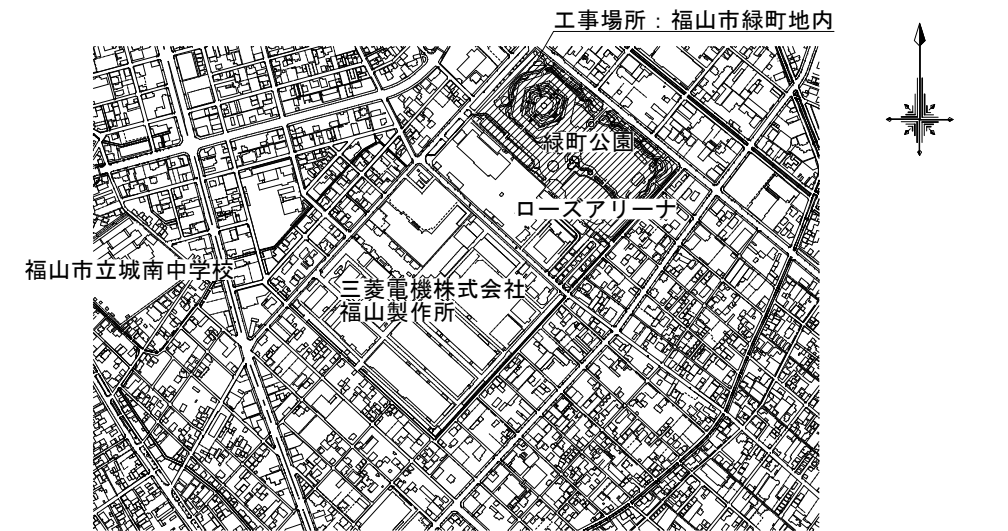 工事場所：福山市緑町地内
緑町公園
ローズアリーナ
福山市立城南中学校
三菱電機株式会社
福山製作所